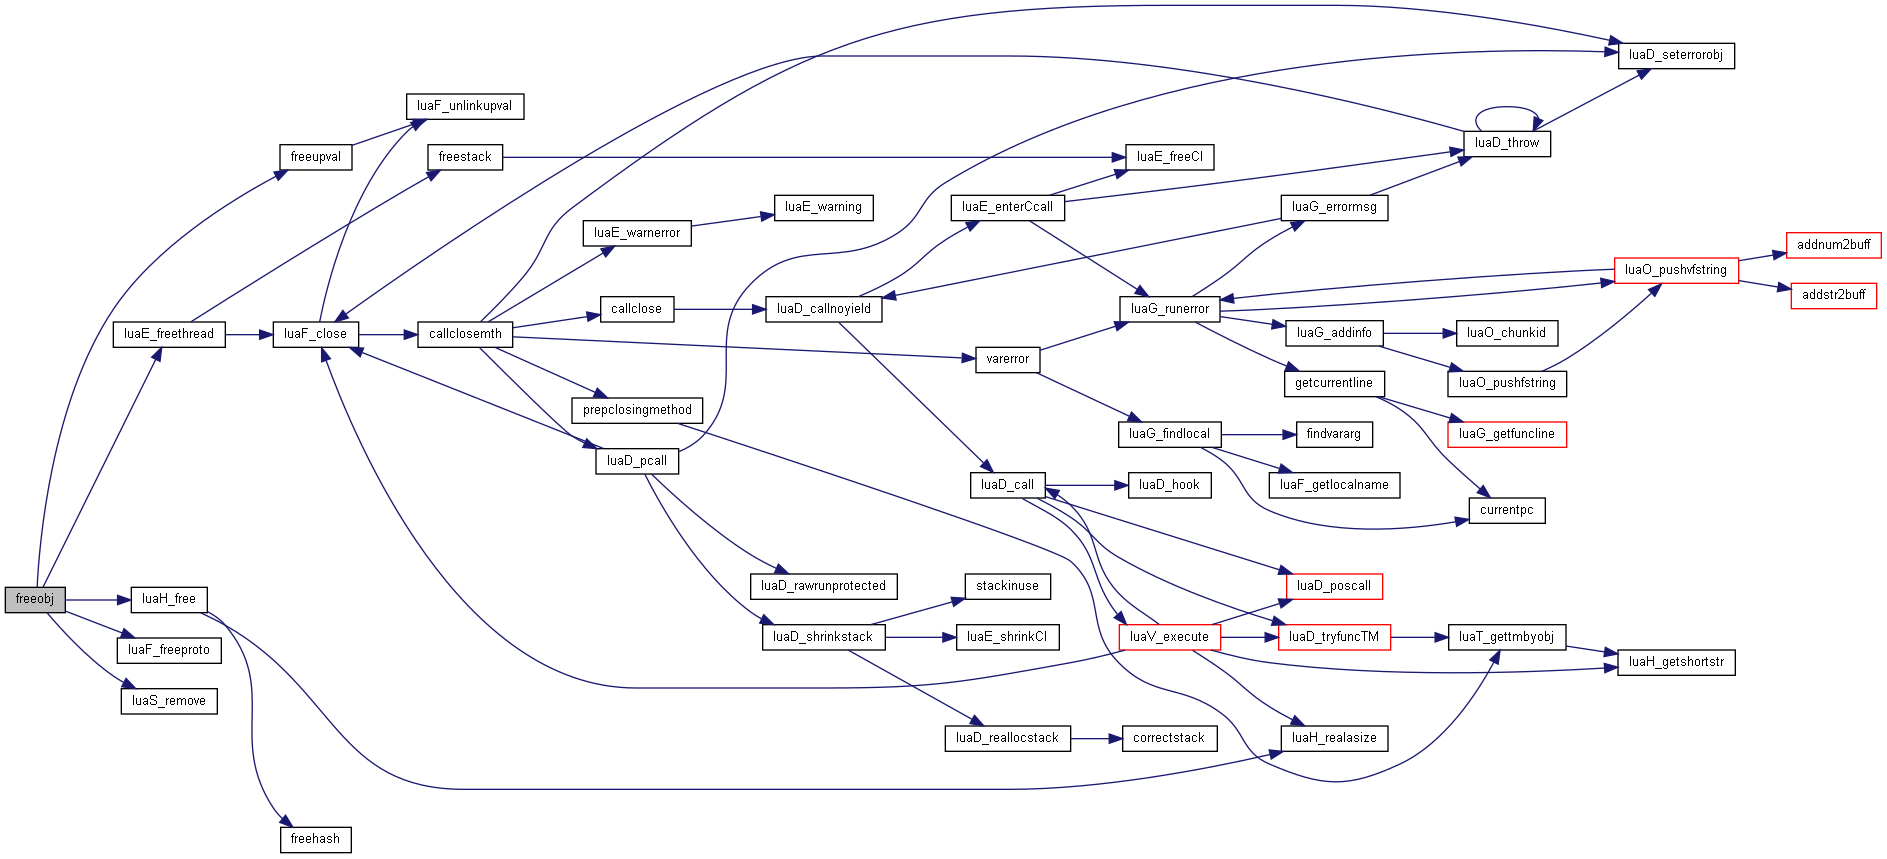 luaD_seterrorobj
luaF_unlinkupval
luaD_throw
freeupval
freestack
luaE_freeCI
luaE_warning
luaE_enterCcall
luaG_errormsg
luaE_warnerror
addnum2buff
luaO_pushvfstring
addstr2buff
callclose
luaD_callnoyield
luaG_runerror
luaE_freethread
luaF_close
callclosemth
luaG_addinfo
luaO_chunkid
varerror
getcurrentline
luaO_pushfstring
prepclosingmethod
luaG_findlocal
findvararg
luaG_getfuncline
luaD_pcall
luaD_call
luaD_hook
luaF_getlocalname
currentpc
luaD_rawrunprotected
stackinuse
luaD_poscall
freeobj
luaH_free
luaD_shrinkstack
luaE_shrinkCI
luaV_execute
luaD_tryfuncTM
luaT_gettmbyobj
luaF_freeproto
luaH_getshortstr
luaS_remove
luaD_reallocstack
correctstack
luaH_realasize
freehash